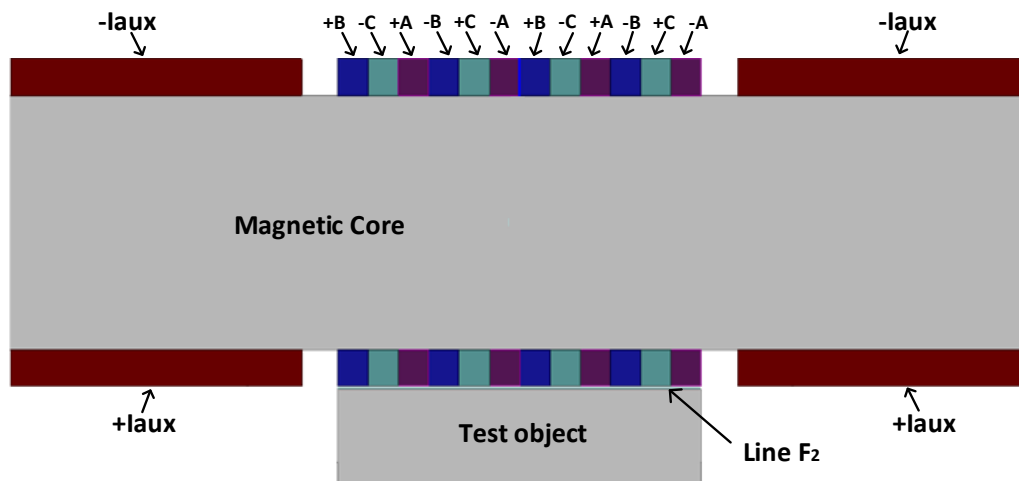 -Iaux
+B -C +A -B +C -A +B -C +A -B +C -A
-Iaux
Magnetic Core
+Iaux
Test object
Line F₂
+Iaux